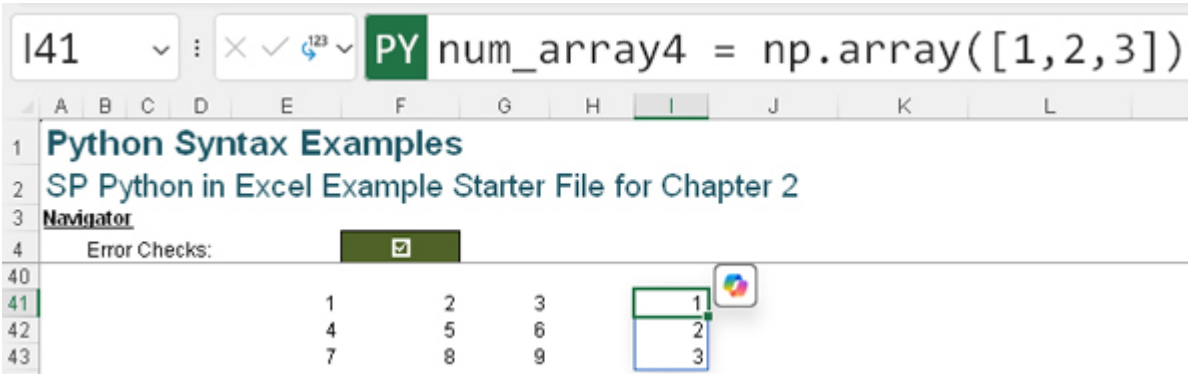 I41 123 PY num_array4 = np.array([1,2,3])
A B C D E F G H I J K L
1 Python Syntax Examples
2 SP Python in Excel Example Starter File for Chapter 2
3 Navigator
4 Error Checks:
40
41 1 2 3 1
42 4 5 6 2
43 7 8 9 3